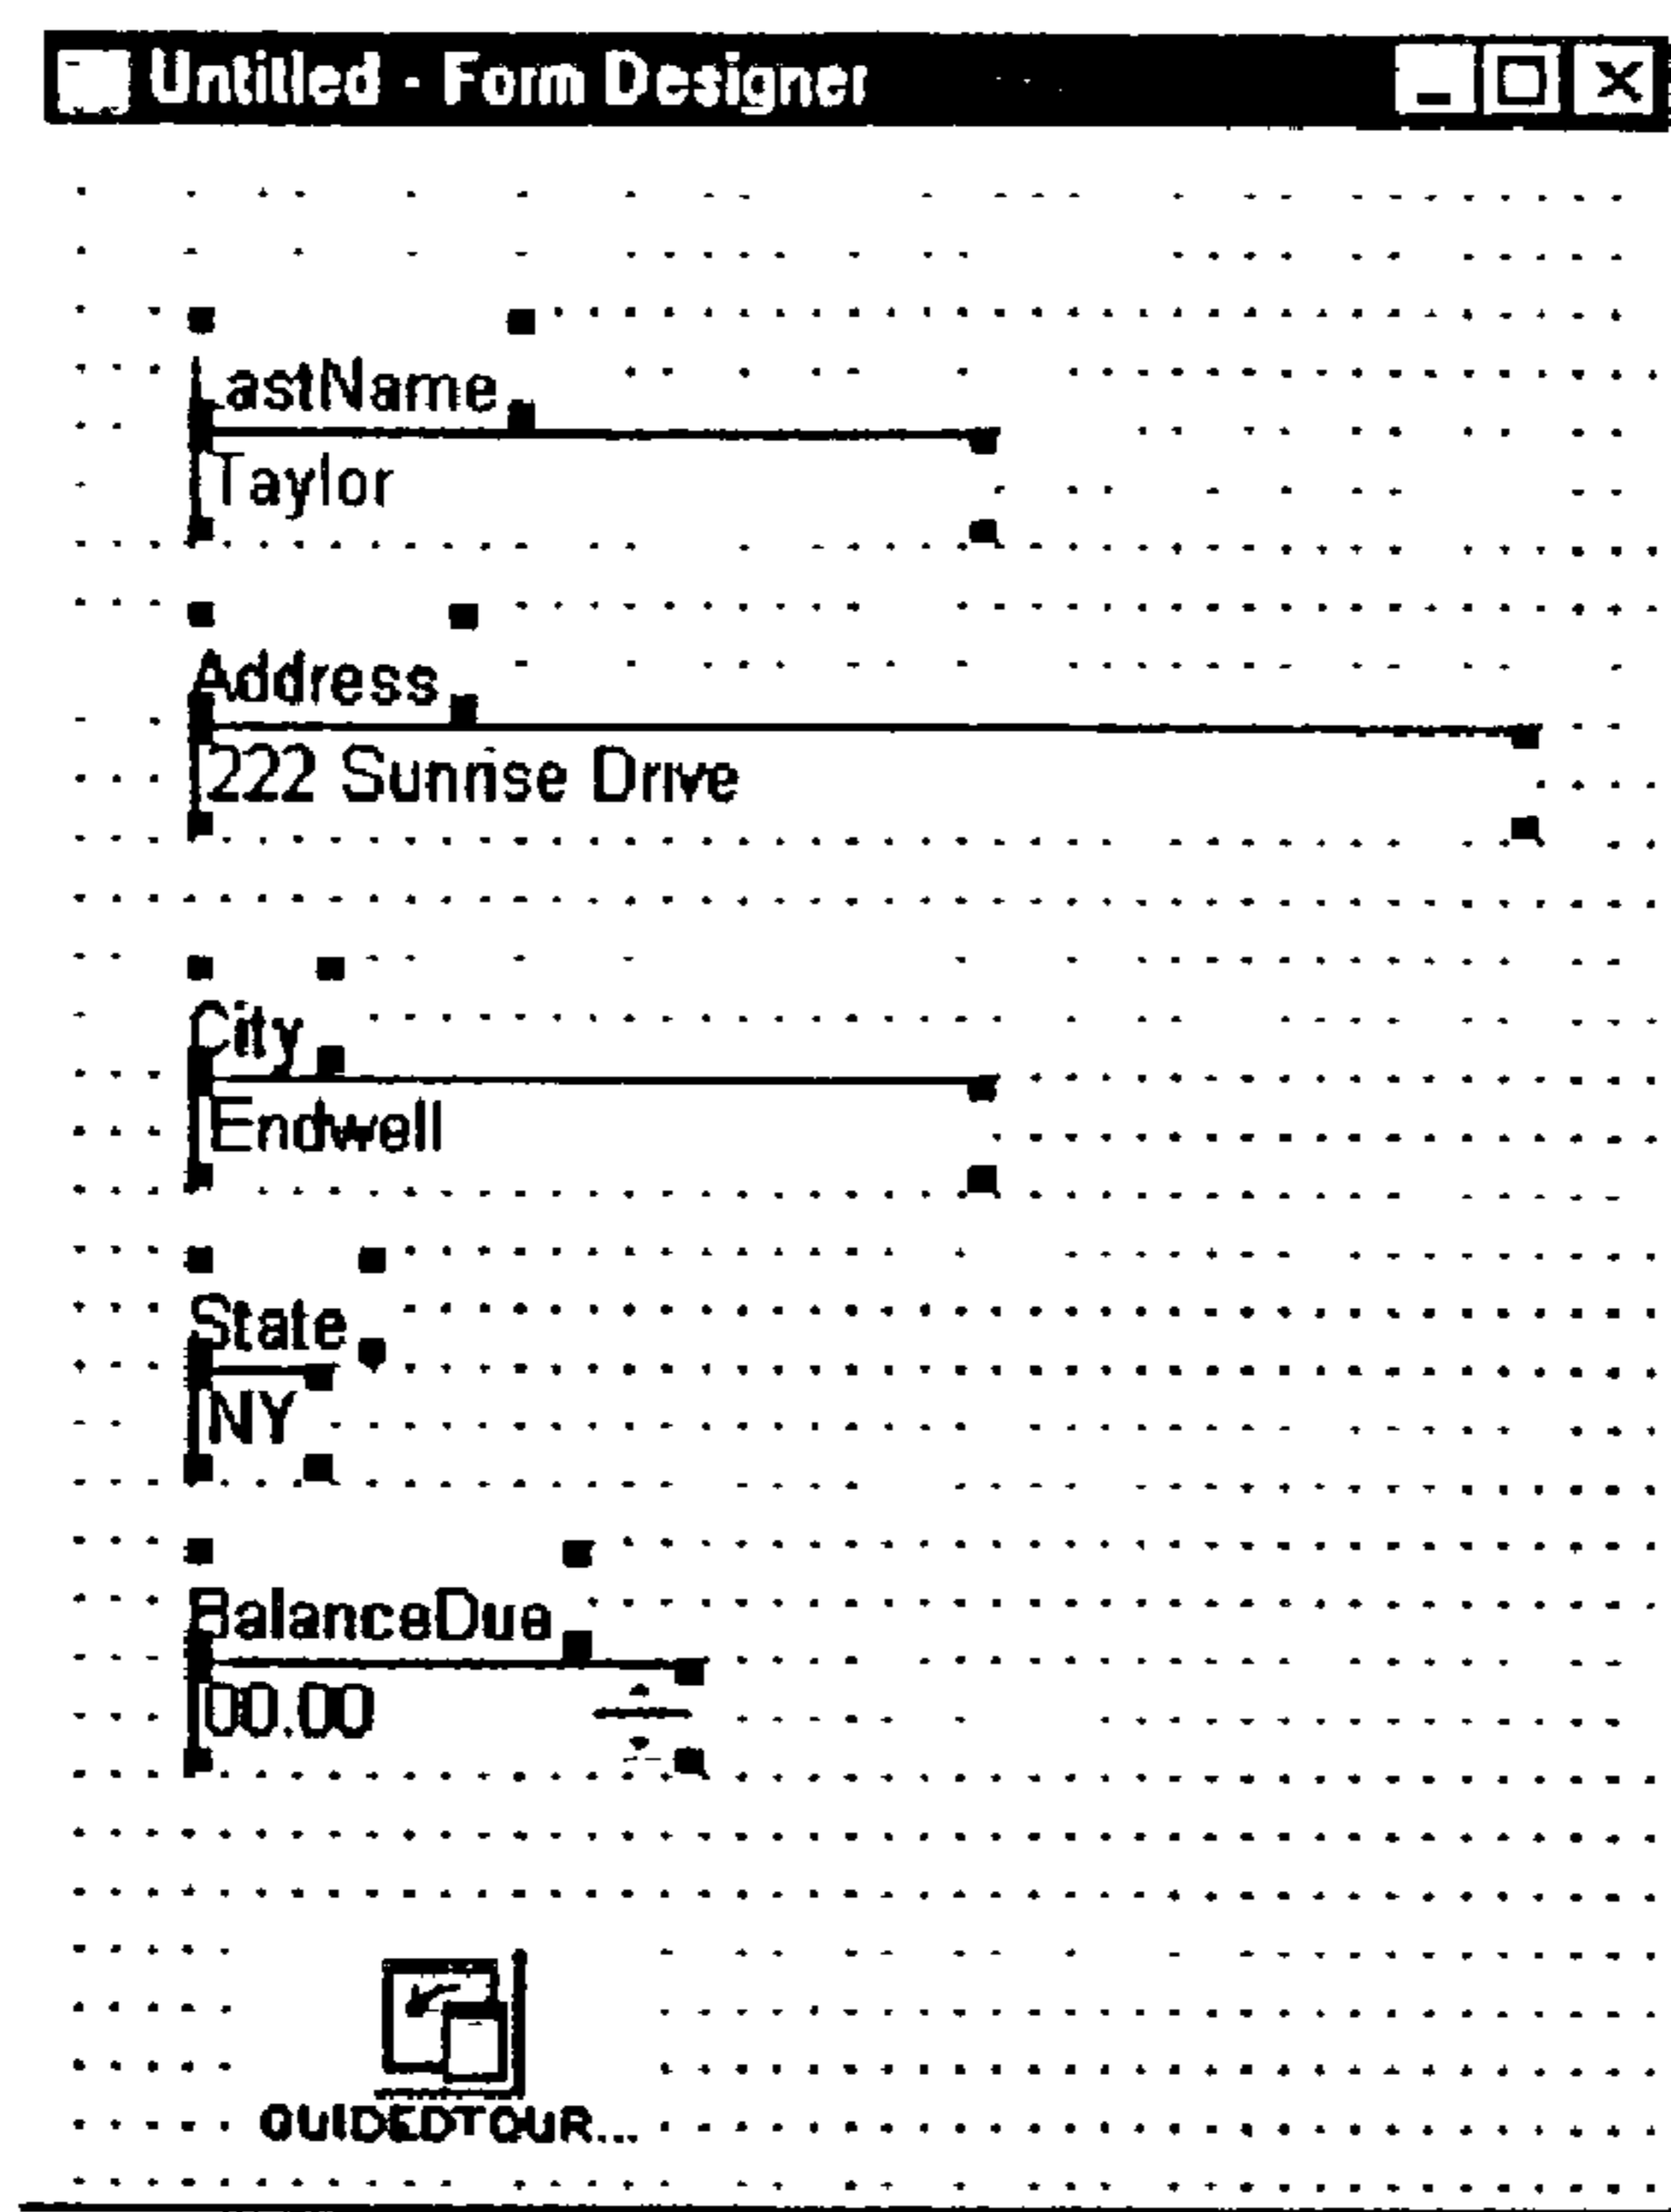 Untitled - Form Designer
LastName
Taylor
Address
222 Sunrise Drive
City
Endwell
State
NY
BalanceDue
00.00
GUIDEDTOUR...